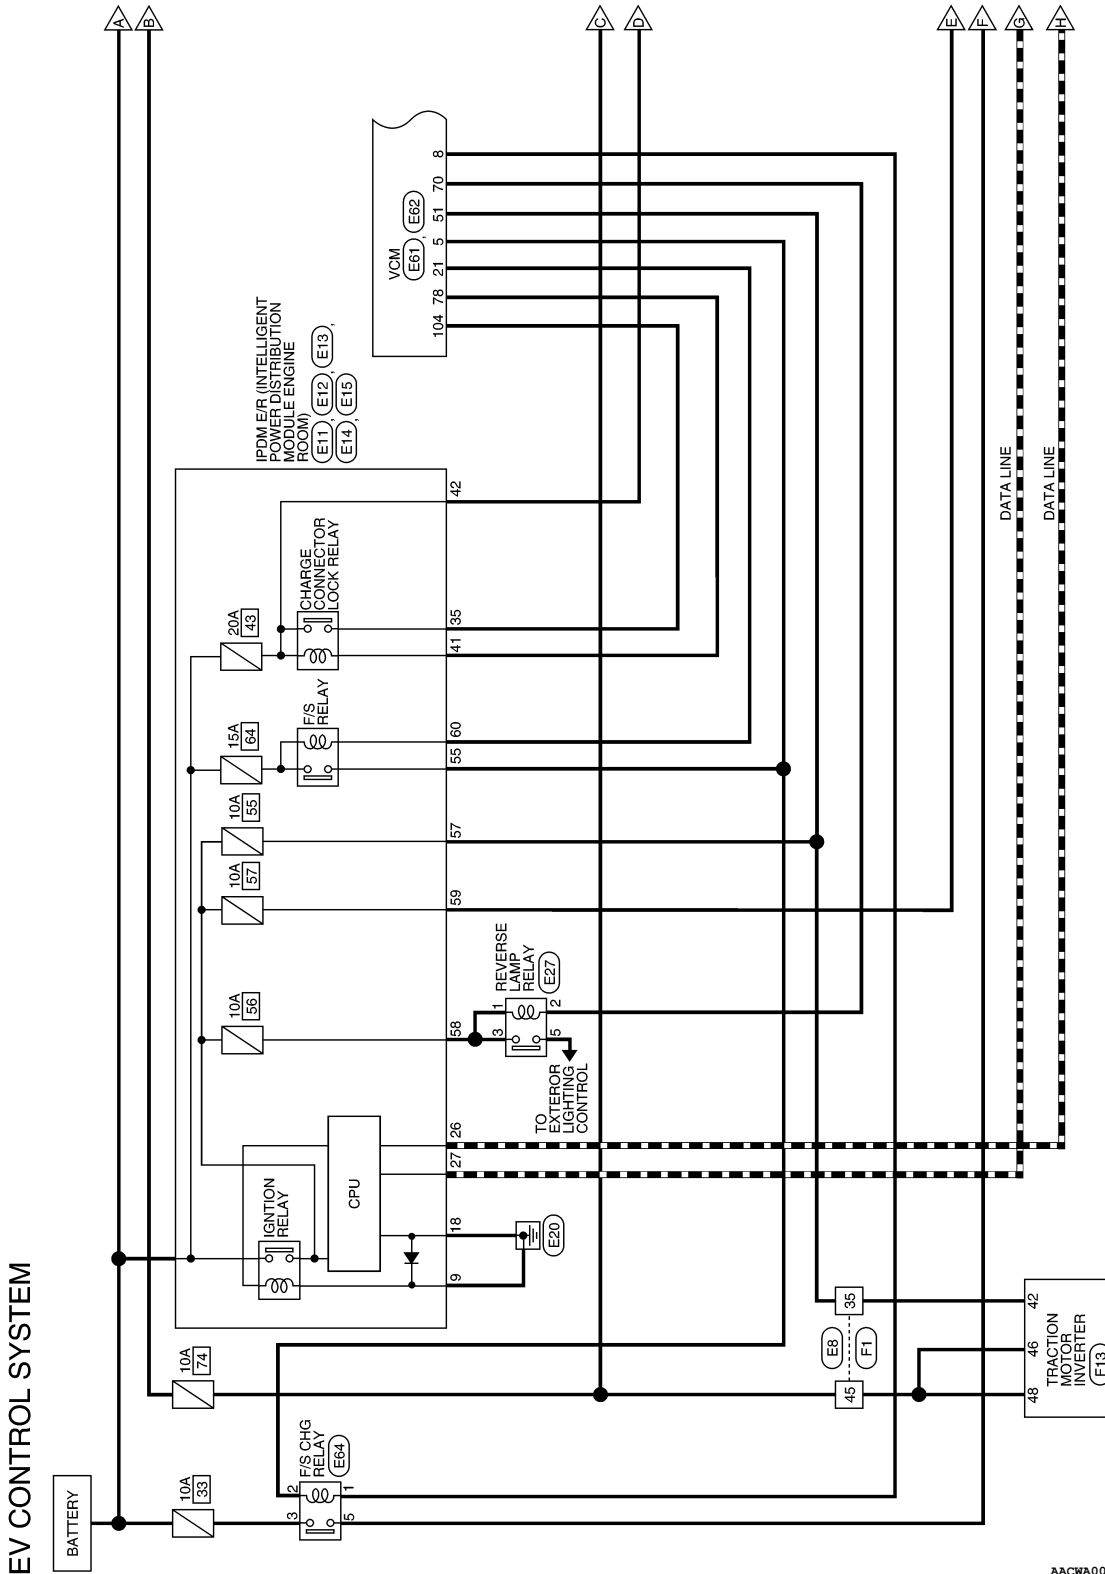 EV CONTROL SYSTEM
BATTERY
10A
33
10A
74
F/S CHG
RELAY
E64
2
3
1
5
IGNITION
RELAY
CPU
9
18
27
26
E20
10A
56
10A
57
10A
55
15A
64
20A
43
58
59
57
55
60
41
35
42
F/S
RELAY
CHARGE
CONNECTOR
LOCK RELAY
IPDM E/R (INTELLIGENT
POWER DISTRIBUTION
MODULE ENGINE
ROOM)
E11 , E12 , E13 ,
E14 , E15
REVERSE
LAMP
RELAY
E27
1
3
2
5
TO
EXTERIOR
LIGHTING
CONTROL
VCM
E61 , E62
104
78
21
5
51
70
8
E8
F1
45
35
48
46
42
TRACTION
MOTOR
INVERTER
F13
DATA LINE
DATA LINE
A
B
C
D
E
F
G
H
AACWA00